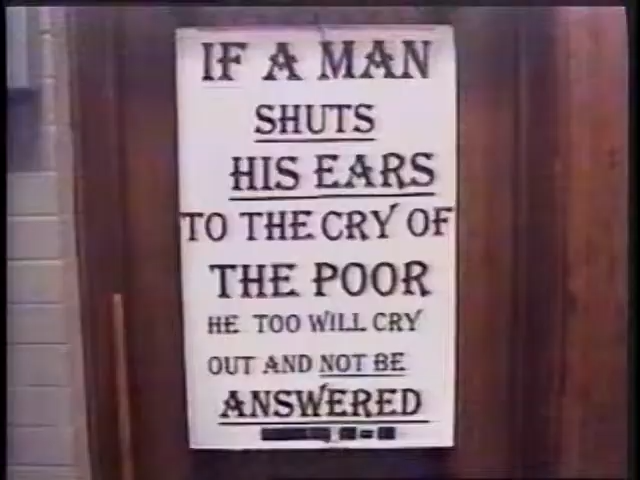 IF A MAN
SHUTS
HIS EARS
TO THE CRY OF
THE POOR
HE TOO WILL CRY
OUT AND NOT BE
ANSWERED